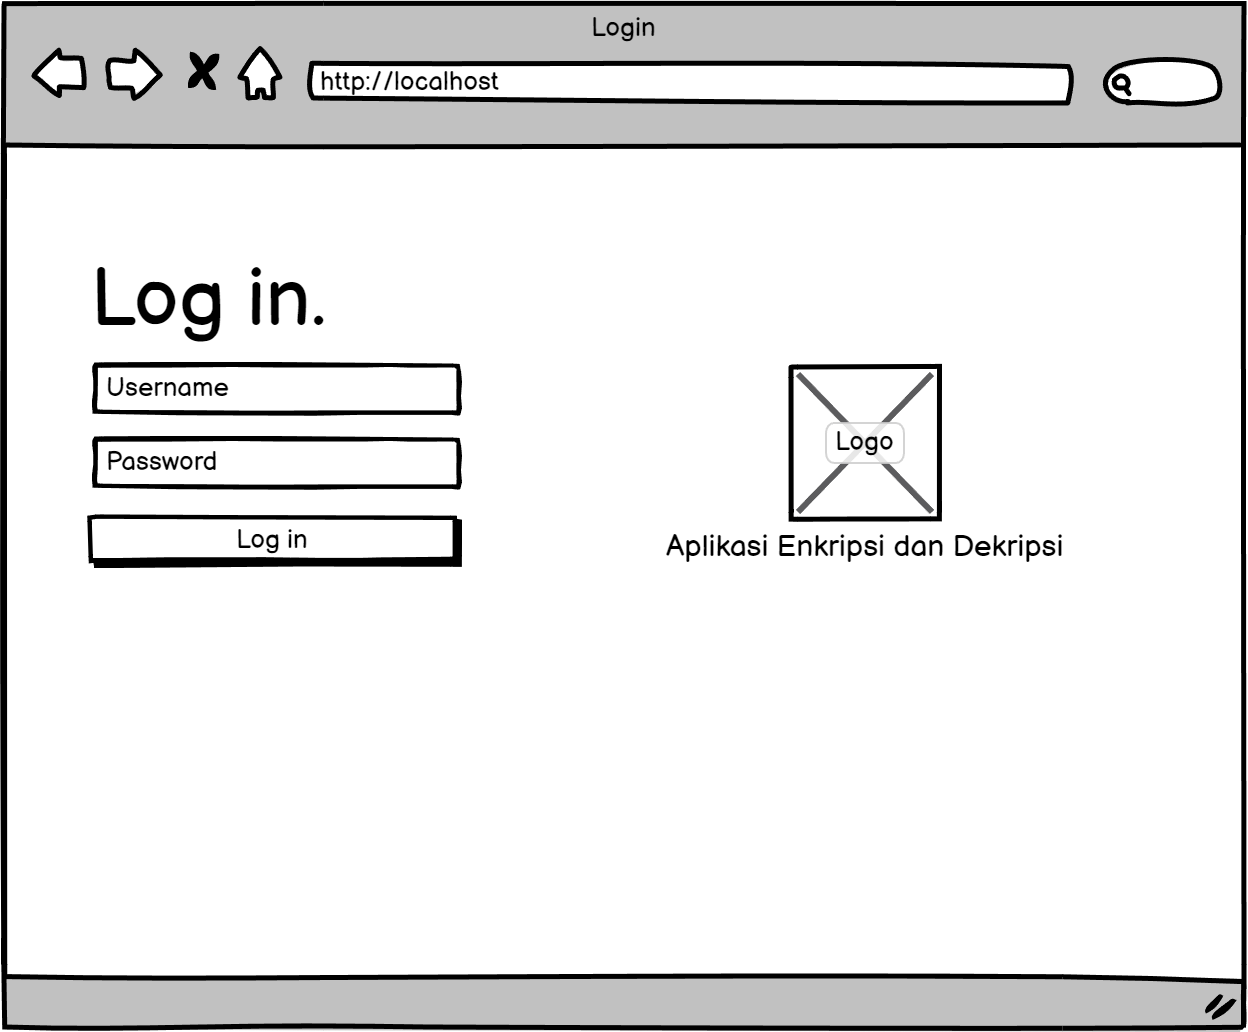 Login
http://localhost
Log in.
Username
Password
Log in
Logo
Aplikasi Enkripsi dan Dekripsi